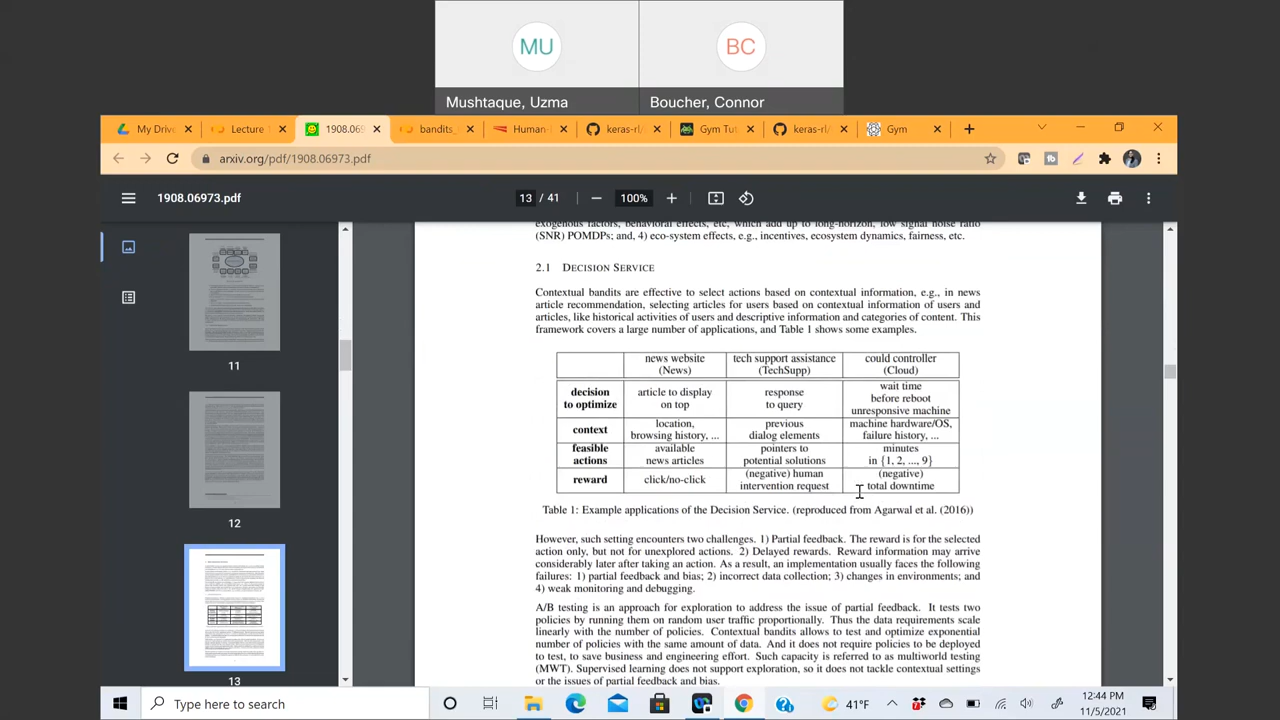 MU
BC
Mushtaque, Uzma
Boucher, Connor
My Drive
Lecture
1908.069
bandits_
Human-
keras-rl/
Gym Tut
keras-rl/
Gym
arxiv.org/pdf/1908.06973.pdf
1908.06973.pdf
13 / 41
100%
11
12
13
exogenous factors, behavioral effects, etc, which add up to long-horizon, low signal noise ratio
(SNR) POMDPs; and, 4) eco-system effects, e.g., incentives, ecosystem dynamics, fairness, etc.
2.1 DECISION SERVICE
Contextual bandits are effective to select actions based on contextual information, e.g., in news
article recommendation, selecting articles for users based on contextual information of users and
articles, like historical activities of users and descriptive information and categories of content. This
framework covers a large number of applications, and Table 1 shows some examples.
news website
(News)
tech support assistance
(TechSupp)
could controller
(Cloud)
decision
to optimize
article to display
on top
response
to query
wait time
before reboot
unresponsive machine
context
location,
browsing history, ...
previous
dialog elements
machine hardware/OS,
failure history, ...
feasible
actions
available
news articles
pointers to
potential solutions
minutes
in {1, 2, ..., 9}
reward
click/no-click
(negative) human
intervention request
(negative)
total downtime
Table 1: Example applications of the Decision Service. (reproduced from Agarwal et al. (2016))
However, such setting encounters two challenges. 1) Partial feedback. The reward is for the selected
action only, but not for unexplored actions. 2) Delayed rewards. Reward information may arrive
considerably later after taking an action. As a result, an implementation usually faces the following
failures: 1) partial feedback and bias; 2) incorrect data collection; 3) changes in environments; and
4) weak monitoring and debugging.
A/B testing is an approach for exploration to address the issue of partial feedback. It tests two
policies by running them on random user traffic proportionally. Thus the data requirements scale
linearly with the number of policies. Contextual bandits allows to test and optimize exponential
number of policies with the same amount of data. And it does not require policies to be deployed
to test, to save business and engineering effort. Such capacity is referred to as multiworld testing
(MWT). Supervised learning does not support exploration, so it does not tackle contextual settings
or the issues of partial feedback and bias.
Type here to search
41°F
12:44 PM
11/5/2021